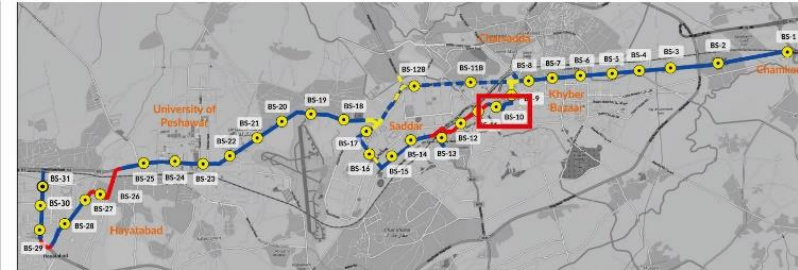 BS-1
Chamkani
BS-2
BS-3
BS-4
BS-5
BS-6
BS-7
BS-8
BS-9
Khyber
Bazaar
BS-10
BS-11B
BS-12B
BS-12
BS-13
BS-14
Saddar
BS-15
BS-16
BS-17
BS-18
BS-19
BS-20
BS-21
BS-22
University of
Peshawar
BS-23
BS-24
BS-25
BS-26
BS-27
BS-28
Hayatabad
BS-29
BS-30
BS-31
Hayatabad